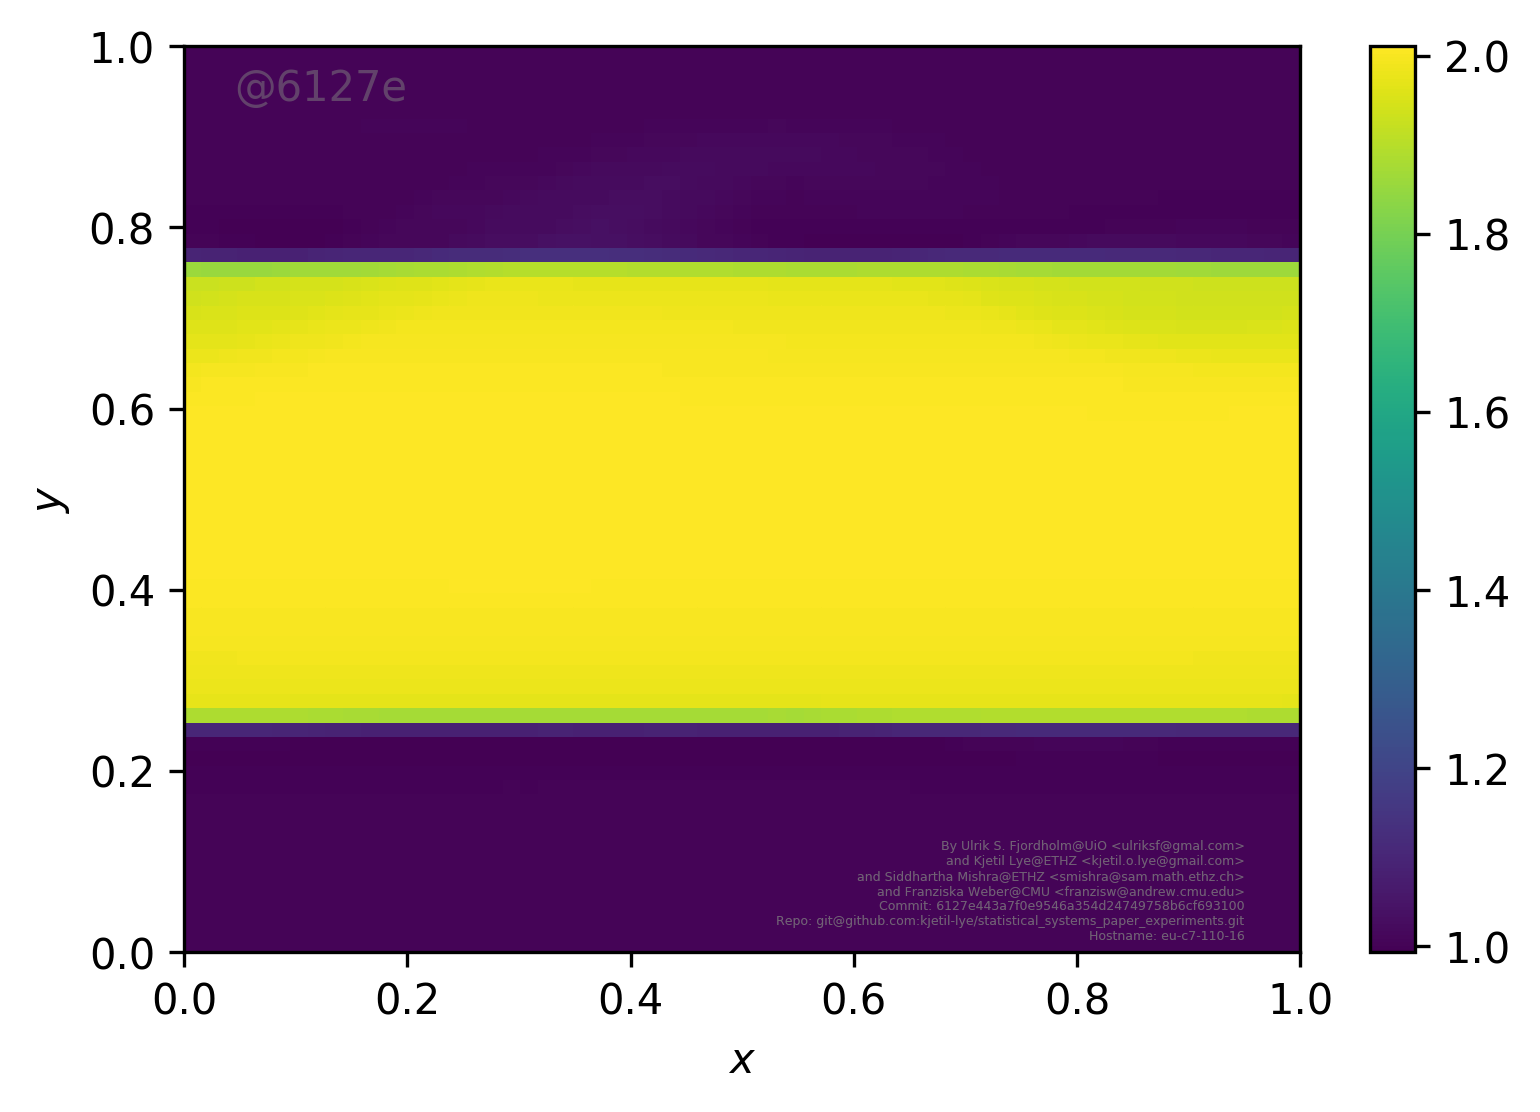 @6127e
1.0
0.8
0.6
0.4
0.2
0.0
y
0.0 0.2 0.4 0.6 0.8 1.0
x
2.0
1.8
1.6
1.4
1.2
1.0
By Ulrik S. Fjordholm@UiO <ulriksf@gmal.com>
and Kjetil Lye@ETHZ <kjetil.o.lye@gmail.com>
and Siddhartha Mishra@ETHZ <smishra@sam.math.ethz.ch>
and Franziska Weber@CMU <franzisw@andrew.cmu.edu>
Commit: 6127e443a7f0e9546a354d24749758b6cf693100
Repo: git@github.com:kjetil-lye/statistical_systems_paper_experiments.git
Hostname: eu-c7-110-16